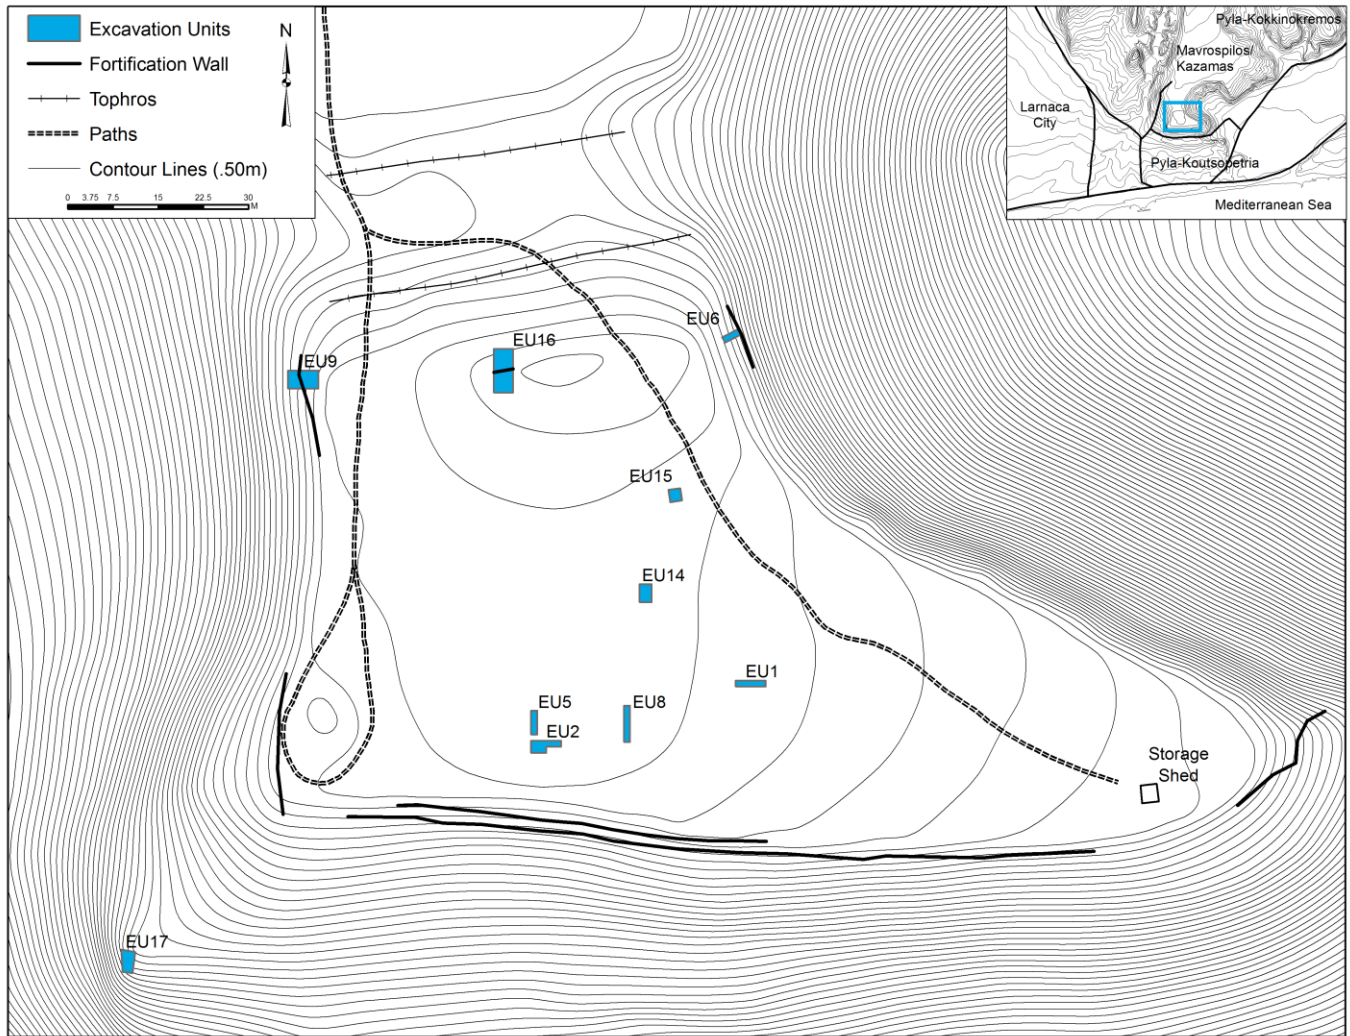 Excavation Units
N
Fortification Wall
Tophros
Paths
Contour Lines (.50m)
0 3.75 7.5 15 22.5 30
M
Pyla-Kokkinokremos
Mavrospilos/
Kazamas
Larnaca
City
Pyla-Koutsopetria
Mediterranean Sea
EU6
EU16
EU9
EU15
EU14
EU1
EU5
EU8
EU2
Storage
Shed
EU17